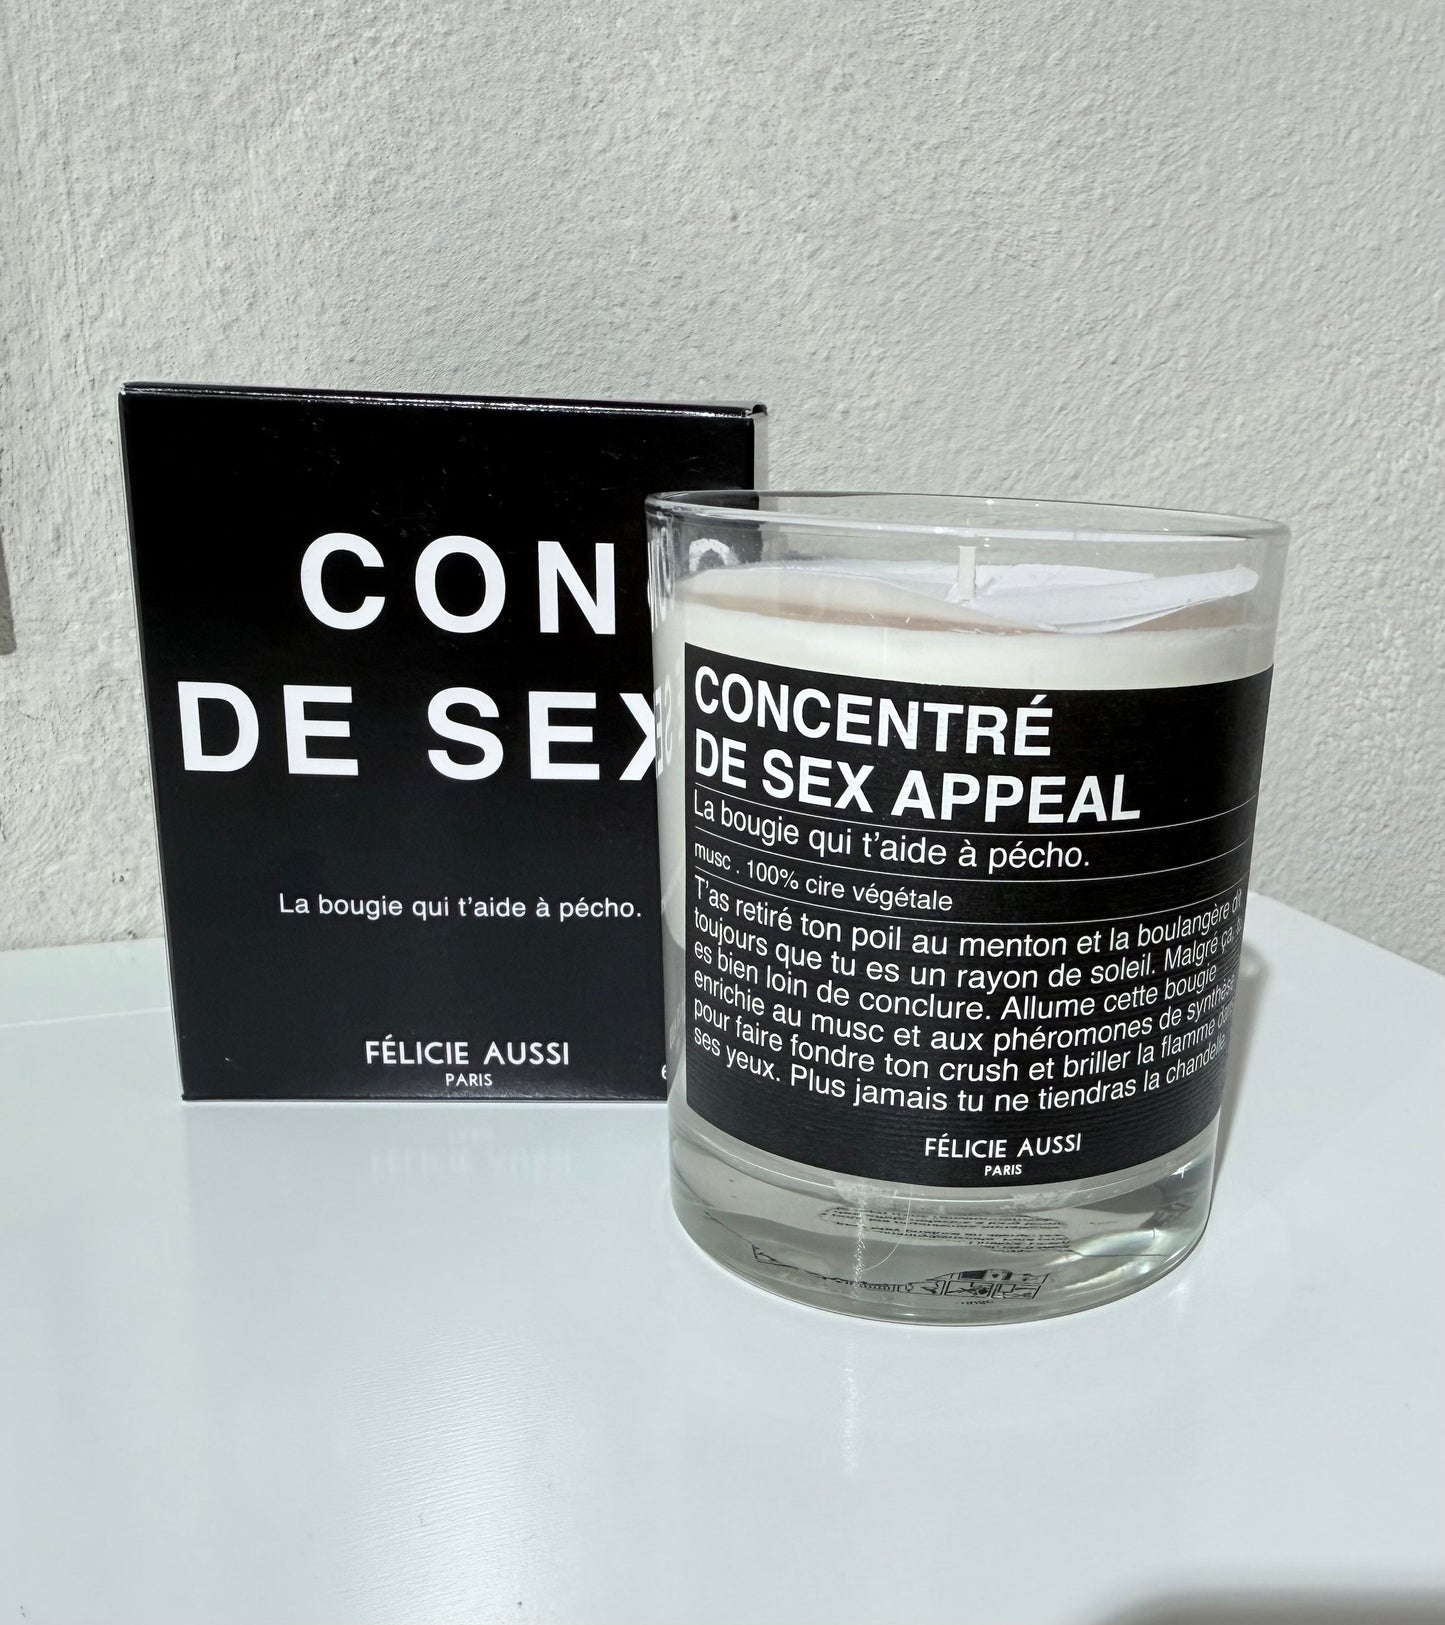 CON
DE SEX
La bougie qui t'aide à pécho.
FÉLICIE AUSSI
PARIS
CONCENTRÉ
DE SEX APPEAL
La bougie qui t'aide à pécho.
musc . 100% cire végétale
T'as retiré ton poil au menton et la boulangère dit
toujours que tu es un rayon de soleil. Malgré ça, tu
es bien loin de conclure. Allume cette bougie
enrichie au musc et aux phéromones de synthèse
pour faire fondre ton crush et briller la flamme dans
ses yeux. Plus jamais tu ne tiendras la chandelle.
FÉLICIE AUSSI
PARIS